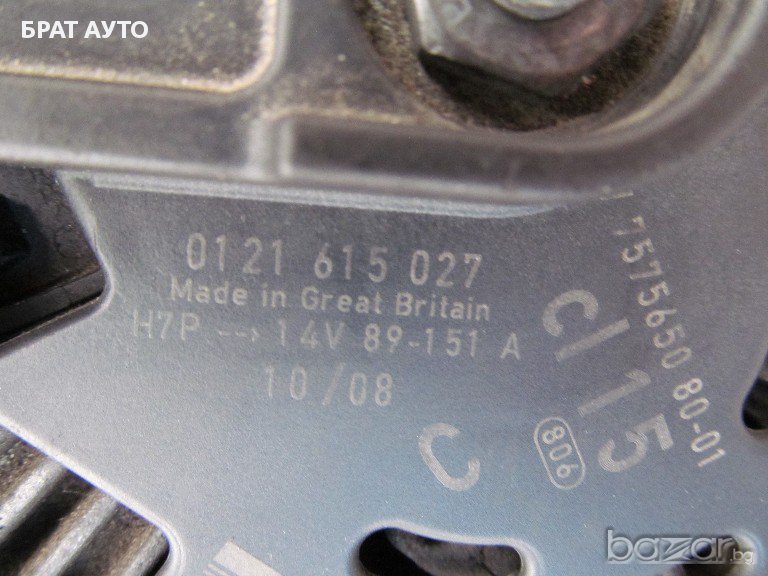 БРАТ АУТО
0121 615 027
Made in Great Britain
H7P --> 14V 89-151 A
10/08
7575650 80-01
cl 15
806
C
bazar.bg